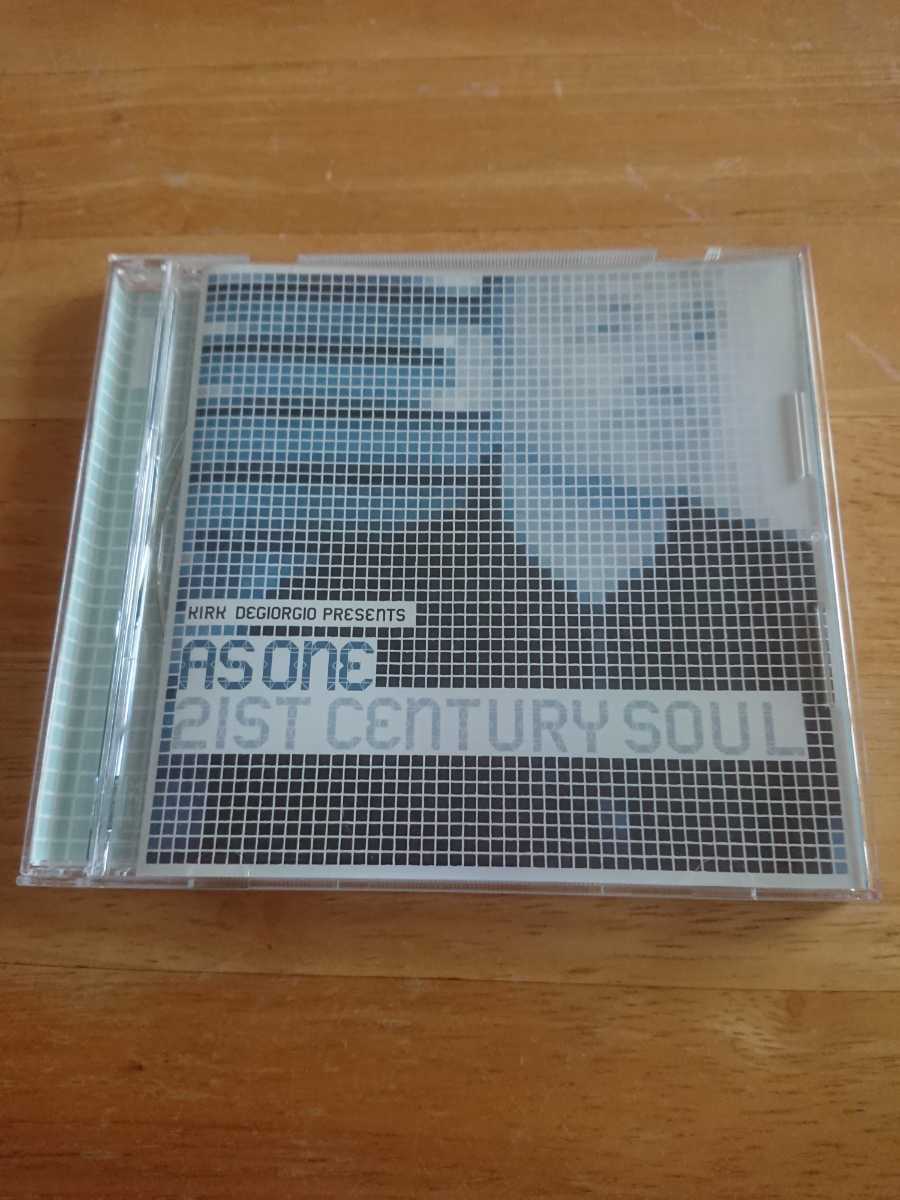 KIRK DEGIORGIO PRESENTS
AS ONE
21ST CENTURY SOUL